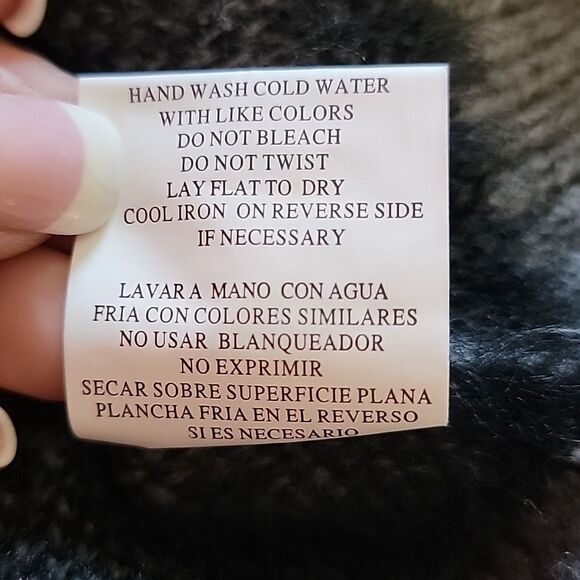 HAND WASH COLD WATER
WITH LIKE COLORS
DO NOT BLEACH
DO NOT TWIST
LAY FLAT TO DRY
COOL IRON ON REVERSE SIDE
IF NECESSARY
LAVAR A MANO CON AGUA
FRIA CON COLORES SIMILARES
NO USAR BLANQUEADOR
NO EXPRIMIR
SECAR SOBRE SUPERFICIE PLANA
PLANCHA FRIA EN EL REVERSO
SI ES NECESARIO